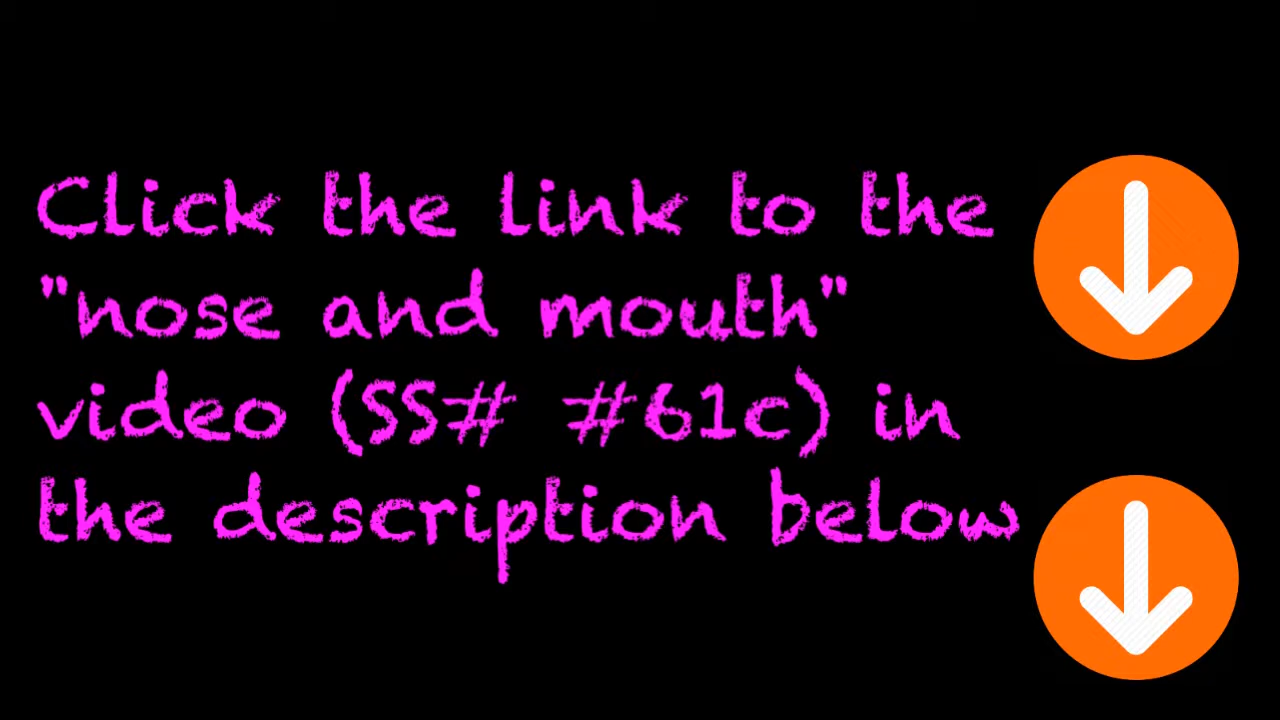 Click the link to the
"nose and mouth"
video (SS# #61c) in
the description below